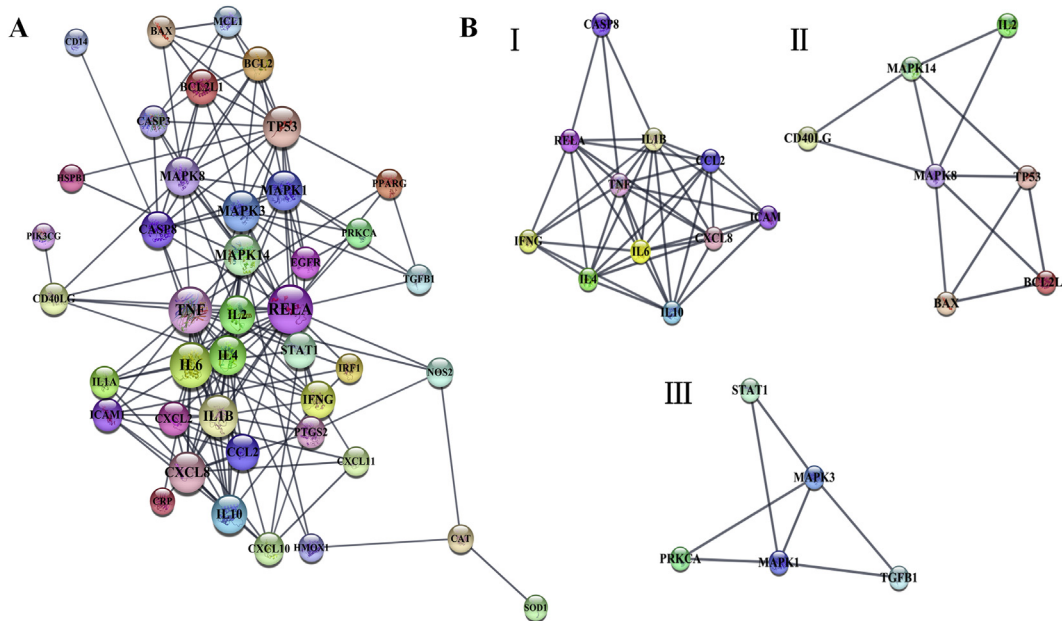 A
CD14
BAX
MCL1
BCL2
BCL2L1
CASP3
TP53
HSPB1
MAPK8
MAPK1
PPARG
MAPK3
PIK3CG
CASP8
PRKCA
MAPK14
EGFR
TGFB1
CD40LG
TNF
IL2
RELA
STAT1
IL6
IL4
IRF1
NOS2
IL1A
IFNG
ICAM1
CXCL2
IL1B
PTGS2
CCL2
CXCL11
CXCL8
CRP
IL10
CXCL10
HMOX1
CAT
SOD1
B
I
CASP8
RELA
IL1B
CCL2
TNF
ICAM
IFNG
IL6
CXCL8
IL4
IL10
II
IL2
MAPK14
CD40LG
MAPK8
TP53
BCL2L
BAX
III
STAT1
MAPK3
PRKCA
MAPK1
TGFB1